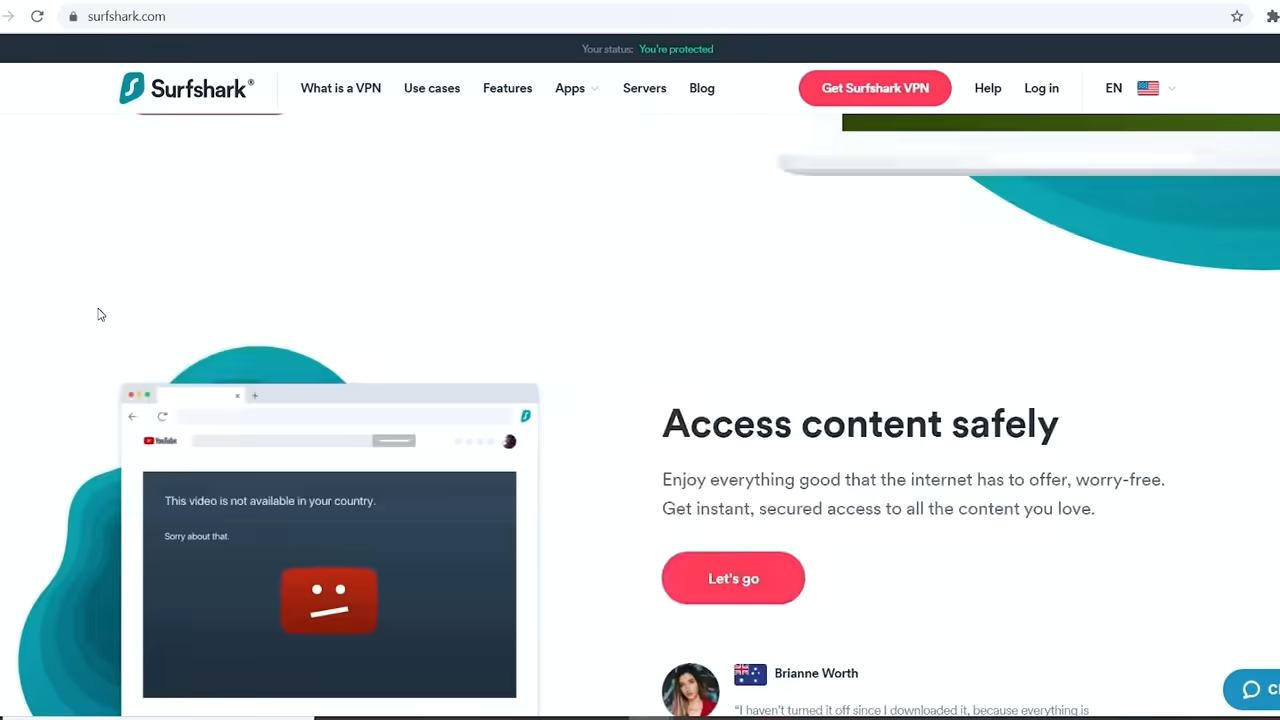 surfshark.com
Your status: You're protected
Surfshark® What is a VPN Use cases Features Apps Servers Blog Get Surfshark VPN Help Log in EN
YouTube
This video is not available in your country.
Sorry about that.
Access content safely
Enjoy everything good that the internet has to offer, worry-free.
Get instant, secured access to all the content you love.
Let's go
Brianne Worth
“I haven't turned it off since I downloaded it, because everything is